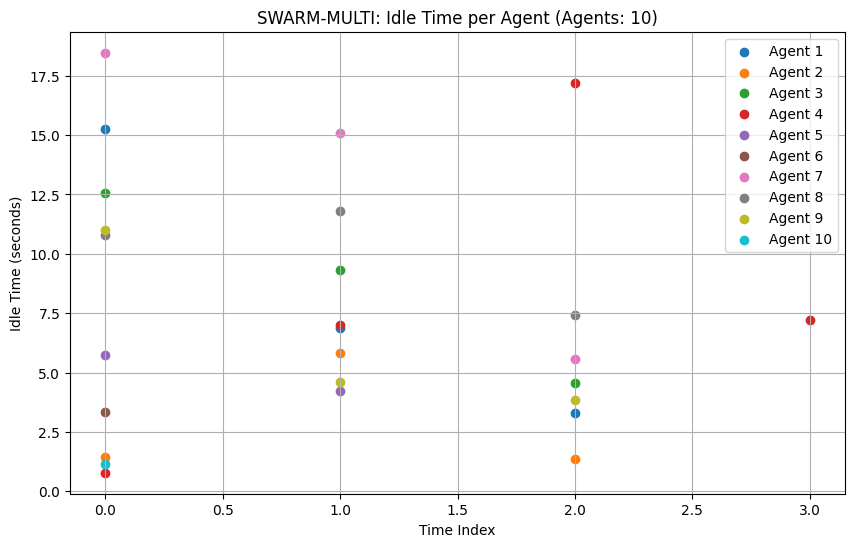 SWARM-MULTI: Idle Time per Agent (Agents: 10)
Idle Time (seconds)
17.5
15.0
12.5
10.0
7.5
5.0
2.5
0.0
0.0
0.5
1.0
1.5
2.0
2.5
3.0
Time Index
Agent 1
Agent 2
Agent 3
Agent 4
Agent 5
Agent 6
Agent 7
Agent 8
Agent 9
Agent 10